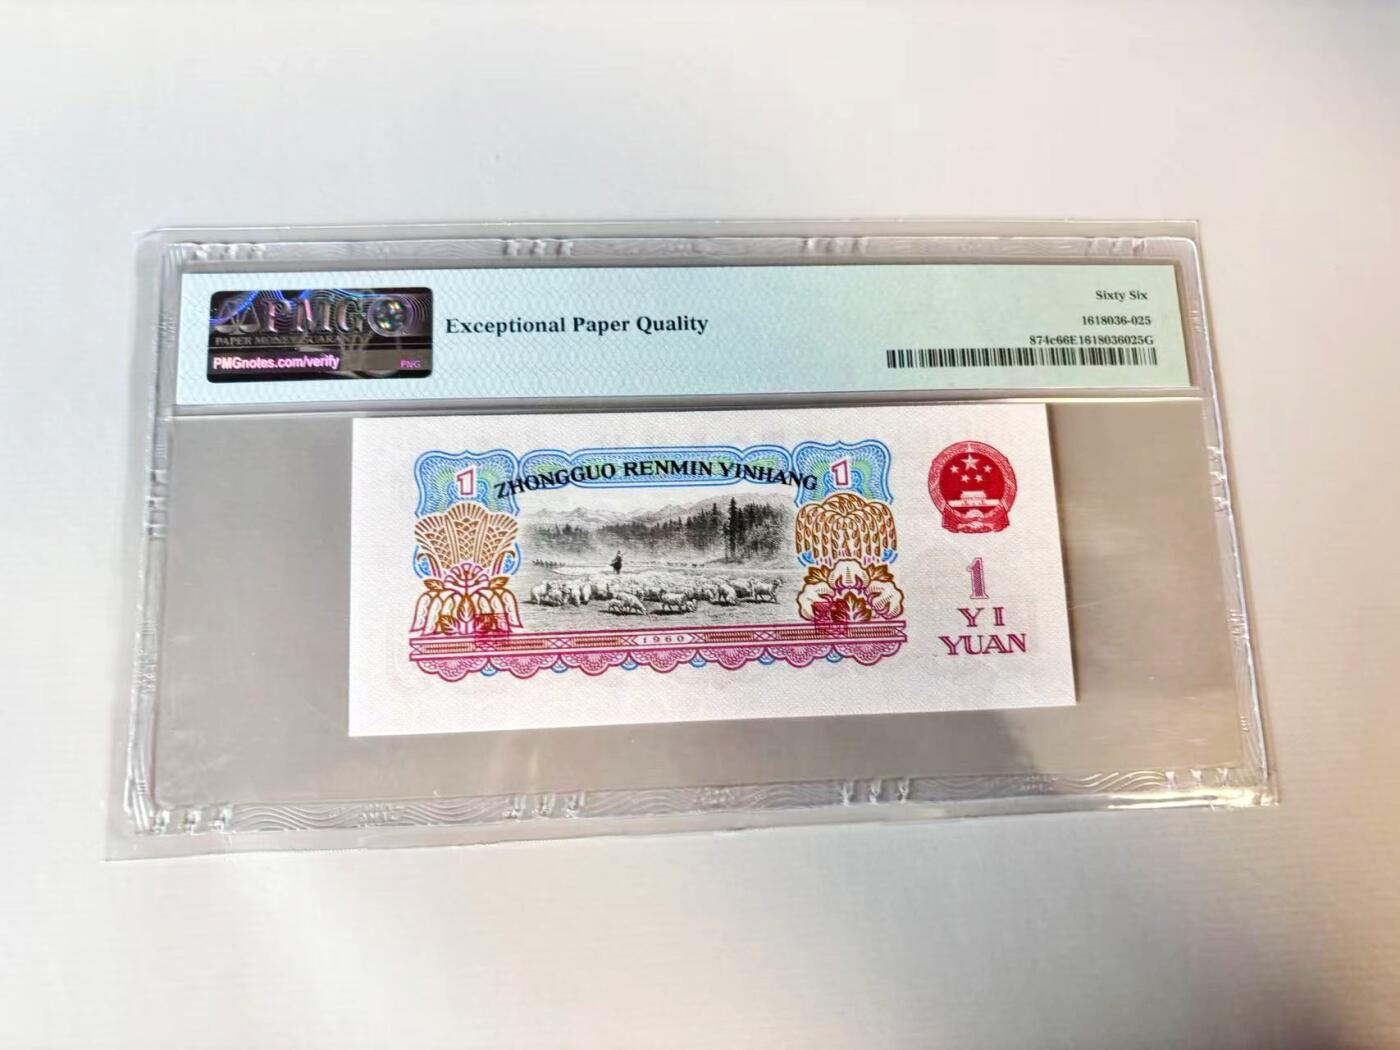 PMG
PAPER MONEY GUARANTY
PMGnotes.com/verify
PNG
Exceptional Paper Quality
Sixty Six
1618036-025
874c66E1618036025G
1
ZHONGGUO RENMIN YINHANG
1
1960
1
YI
YUAN